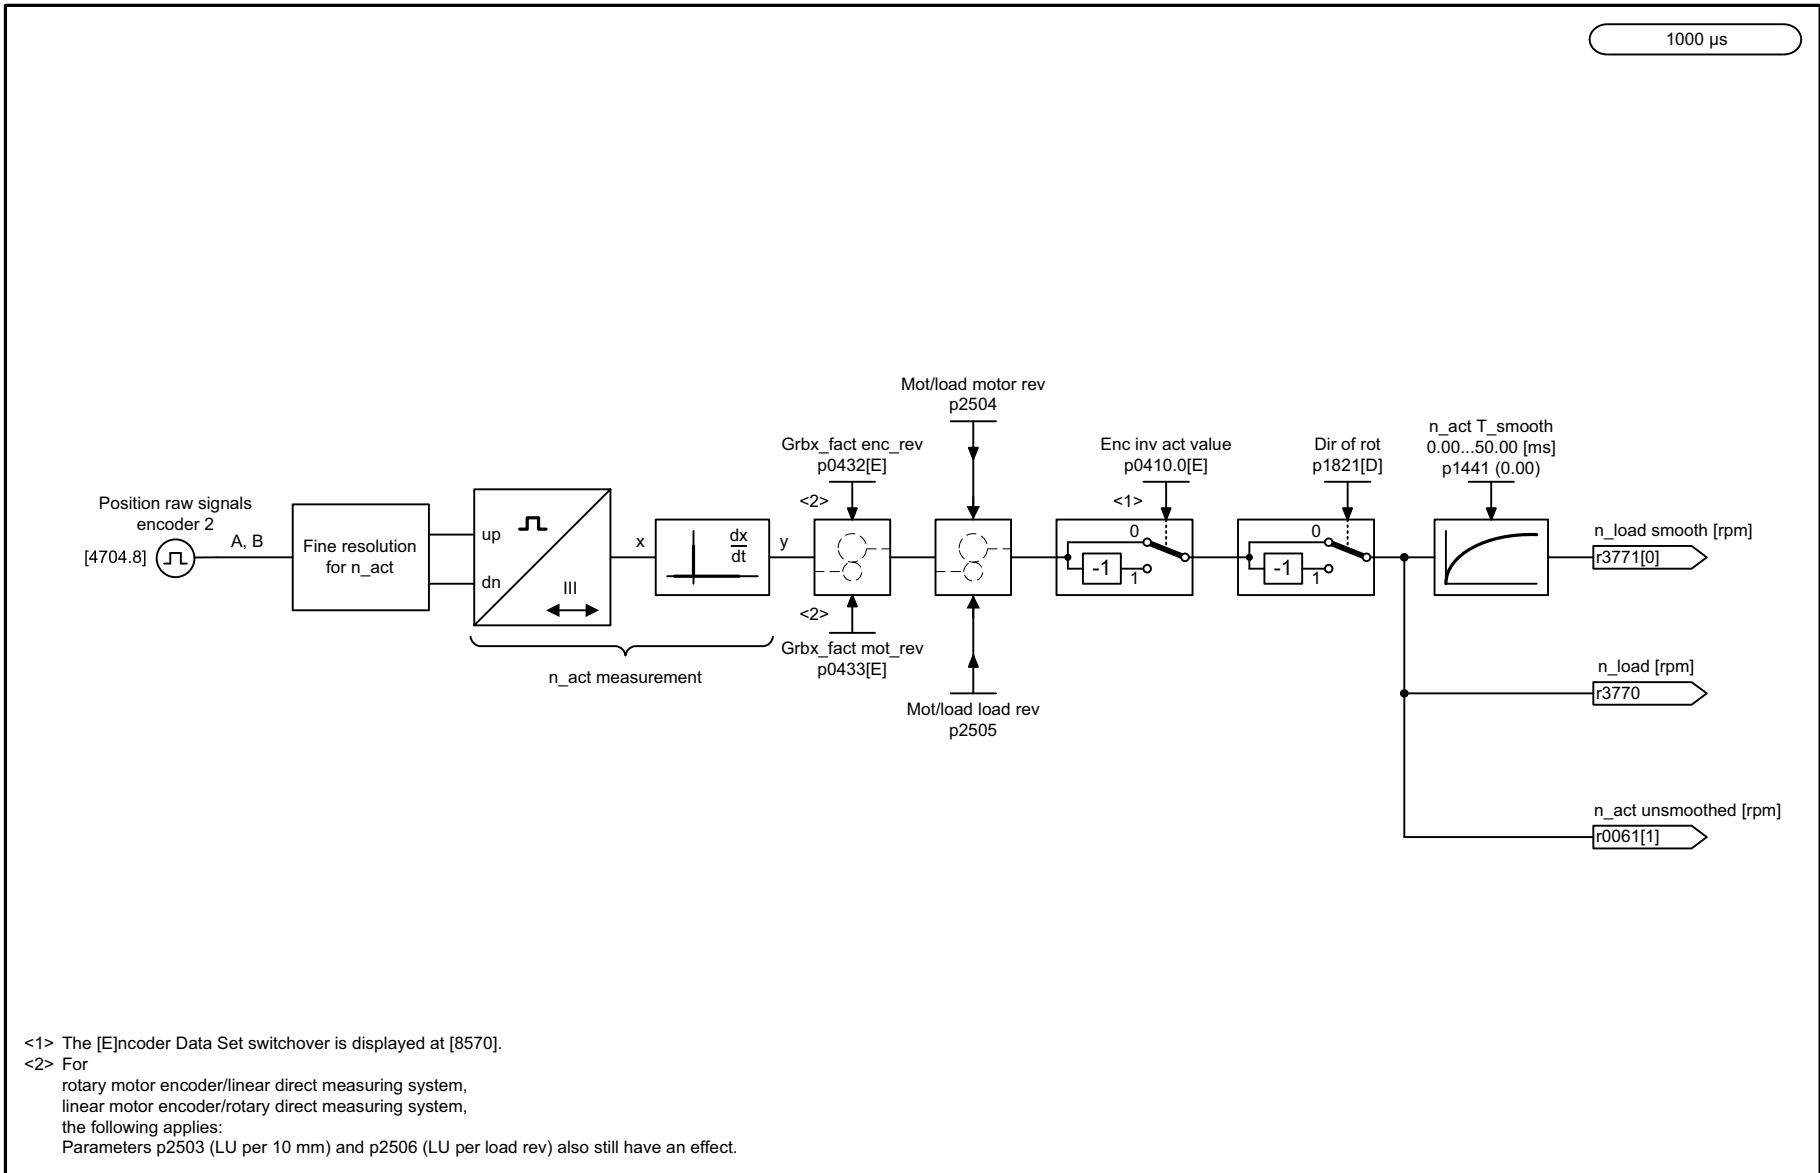 1000 µs
Mot/load motor rev
p2504
Grbx_fact enc_rev
p0432[E]
<2>
Enc inv act value
p0410.0[E]
<1>
Dir of rot
p1821[D]
n_act T_smooth
0.00...50.00 [ms]
p1441 (0.00)
Position raw signals
encoder 2
[4704.8]
A, B
Fine resolution
for n_act
up
dn
III
x
dx
dt
y
0
-1
1
0
-1
1
n_load smooth [rpm]
r3771[0]
<2>
Grbx_fact mot_rev
p0433[E]
n_act measurement
Mot/load load rev
p2505
n_load [rpm]
r3770
n_act unsmoothed [rpm]
r0061[1]
<1> The [E]ncoder Data Set switchover is displayed at [8570].
<2> For
rotary motor encoder/linear direct measuring system,
linear motor encoder/rotary direct measuring system,
the following applies:
Parameters p2503 (LU per 10 mm) and p2506 (LU per load rev) also still have an effect.